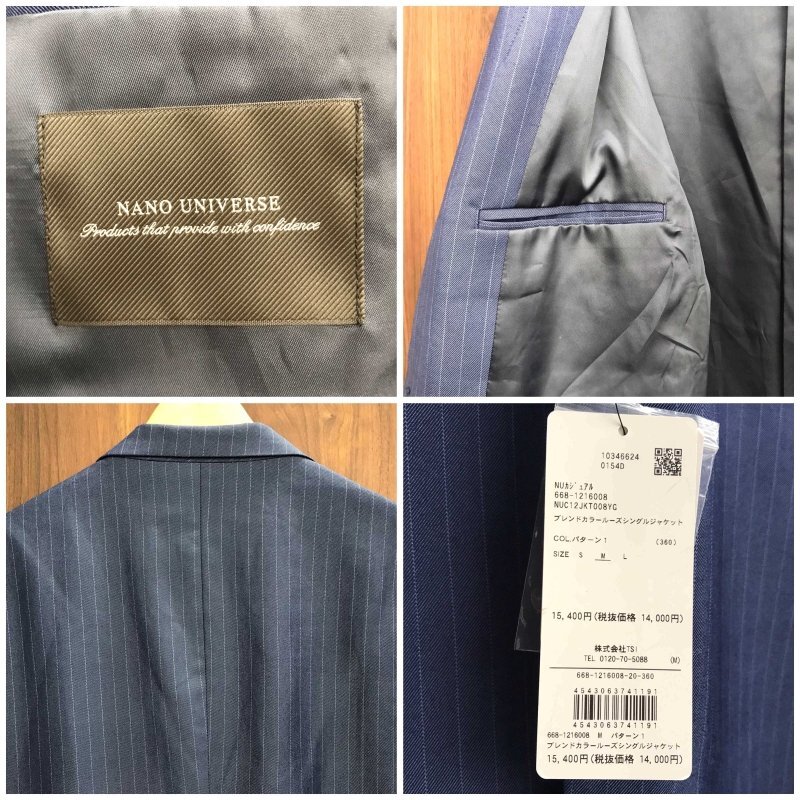 NANO UNIVERSE
Products that provide with confidence
10346624
0154D
NUｶｼﾞｭｱﾙ
668-1216008
NUC12JKT008YG
ブレンドカラールーズシングルジャケット
COL.パターン1 (360)
SIZE S M L
15,400円(税抜価格 14,000円)
株式会社TSI
TEL 0120-70-5088 (M)
668-1216008-20-360
4543063741191
4543063741191
668-1216008 M パターン1
ブレンドカラールーズシングルジャケット
15,400円(税抜価格 14,000円)